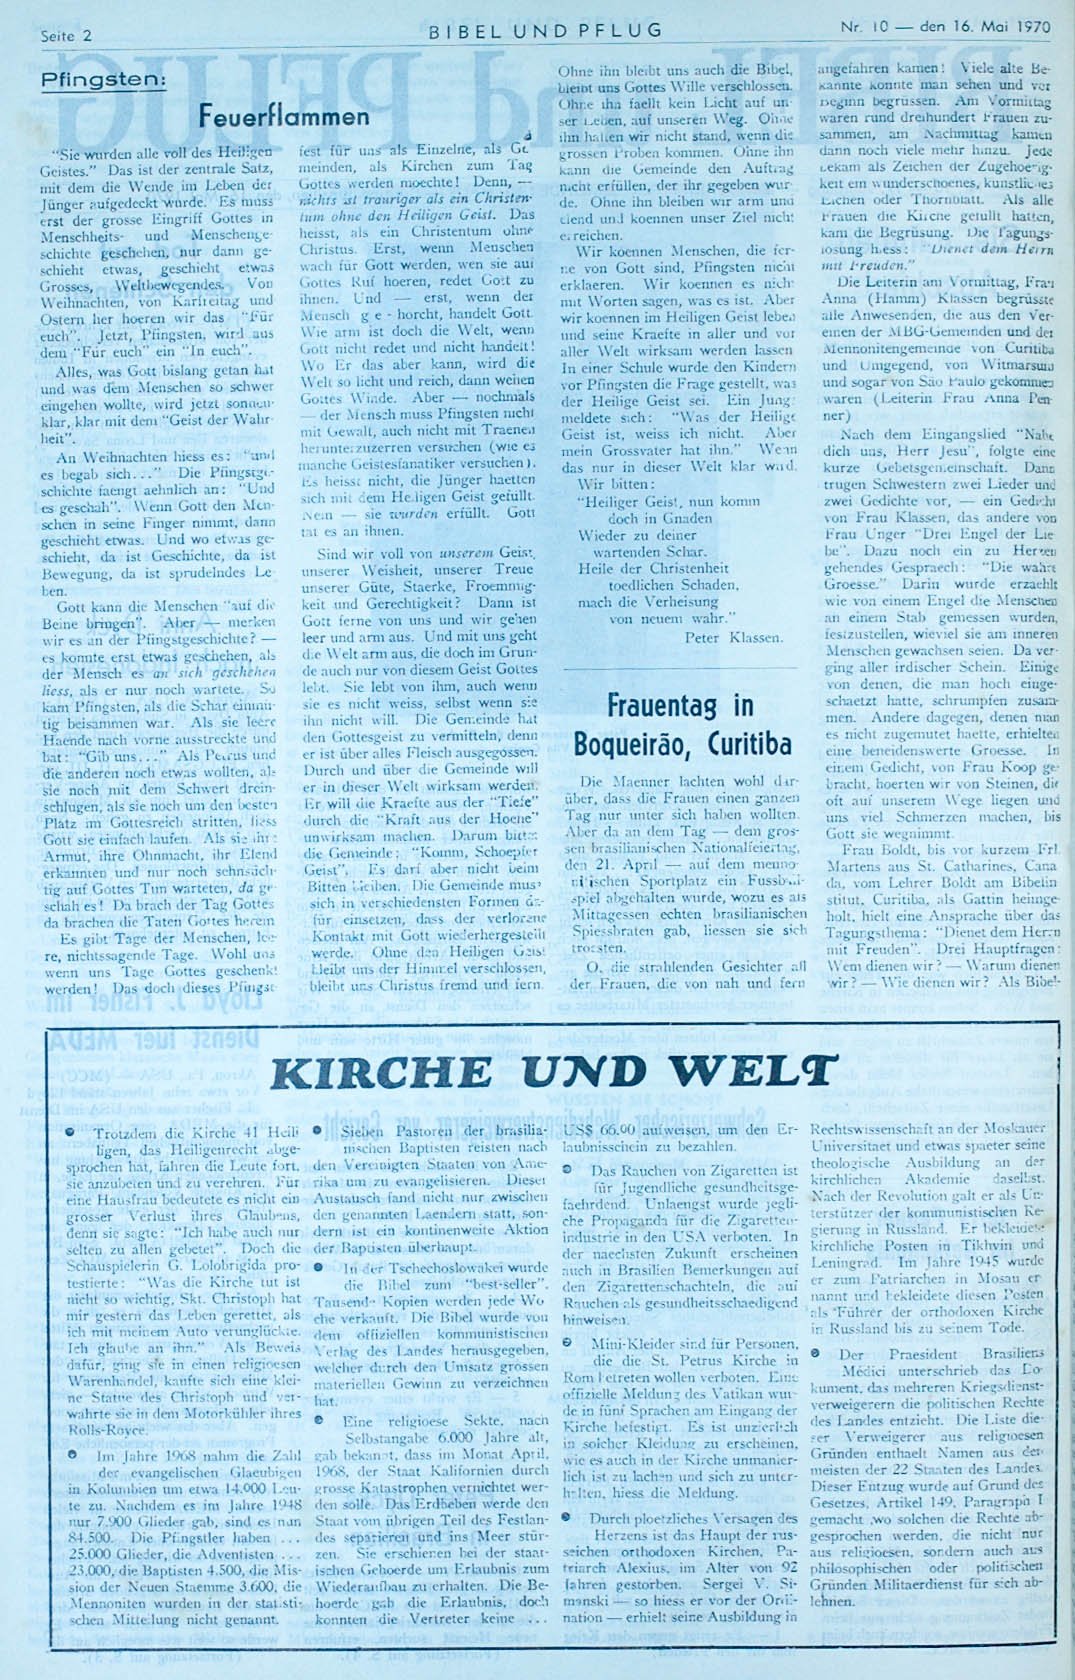 Seite 2
BIBEL UND PFLUG
Nr. 10 — den 16. Mai 1970
Pfingsten:
Feuerflammen
"Sie wurden alle voll des Heiligen
Geistes." Das ist der zentrale Satz,
mit dem die Wende im Leben der
Jünger aufgedeckt wurde. Es muss
erst der grosse Eingriff Gottes in
Menschheits- und Menschenge-
schichte geschehen, nur dann ge-
schieht etwas, geschieht etwas
Grosses, Weltbewegendes. Von
Weihnachten, von Karfreitag und
Ostern her hoeren wir das "Für
euch". Jetzt, Pfingsten, wird aus
dem "Für euch" ein "In euch".
Alles, was Gott bislang getan hat
und was dem Menschen so schwer
eingehen wollte, wird jetzt sonnen-
klar, klar mit dem "Geist der Wahr-
heit".
An Weihnachten hiess es: "und
es begab sich..." Die Pfingstge-
schichte faengt aehnlich an: "Und
es geschah". Wenn Gott den Men-
schen in seine Finger nimmt, dann
geschieht etwas. Und wo etwas ge-
schieht, da ist Geschichte, da ist
Bewegung, da ist sprudelndes Le-
ben.
Gott kann die Menschen "auf die
Beine bringen". Aber — merken
wir es an der Pfingstgeschichte? —
es konnte erst etwas geschehen, als
der Mensch es an sich geschehen
liess, als er nur noch wartete. So
kam Pfingsten, als die Schar einmü-
tig beisammen war. Als sie leere
Haende nach vorne ausstreckte und
bat: "Gib uns..." Als Petrus und
die anderen noch etwas wollten, als
sie noch mit dem Schwert drein-
schlugen, als sie noch um den besten
Platz im Gottesreich stritten, liess
Gott sie einfach laufen. Als sie ihre
Armut, ihre Ohnmacht, ihr Elend
erkannten und nur noch sehnsüch-
tig auf Gottes Tun warteten, da ge-
schah es! Da brach der Tag Gottes
da brachen die Taten Gottes herein
Es gibt Tage der Menschen, lee-
re, nichtssagende Tage. Wohl uns
wenn uns Tage Gottes geschenkt
werden! Das doch dieses Pfingst
fest für uns als Einzelne, als Ge
meinden, als Kirchen zum Tag
Gottes werden moechte! Denn, —
nichts ist trauriger als ein Christen-
tum ohne den Heiligen Geist. Das
heisst, als ein Christentum ohne
Christus. Erst, wenn Menschen
wach für Gott werden, wen sie auf
Gottes Ruf hoeren, redet Gott zu
ihnen. Und — erst, wenn der
Mensch g e - horcht, handelt Gott.
Wie arm ist doch die Welt, wenn
Gott nicht redet und nicht handelt!
Wo Er das aber kann, wird die
Welt so licht und reich, dann wehen
Gottes Winde. Aber — nochmals
— der Mensch muss Pfingsten nicht
mit Gewalt, auch nicht mit Traenen
herunterzuzerren versuchen (wie es
manche Geistesfanatiker versuchen).
Es heisst nicht, die Jünger haetten
sich mit dem Heiligen Geist gefüllt.
Nein — sie wurden erfüllt. Gott
tat es an ihnen.
Sind wir voll von unserem Geist,
unserer Weisheit, unserer Treue
unserer Güte, Staerke, Froemmig-
keit und Gerechtigkeit? Dann ist
Gott ferne von uns und wir gehen
leer und arm aus. Und mit uns geht
die Welt arm aus, die doch im Grun-
de auch nur von diesem Geist Gottes
lebt. Sie lebt von ihm, auch wenn
sie es nicht weiss, selbst wenn sie
ihn nicht will. Die Gemeinde hat
den Gottesgeist zu vermitteln, denn
er ist über alles Fleisch ausgegossen.
Durch und über die Gemeinde will
er in dieser Welt wirksam werden.
Er will die Kraefte aus der "Tiefe"
durch die "Kraft aus der Hoehe"
unwirksam machen. Darum bitte:
die Gemeinde: "Komm, Schoepfer
Geist". Es darf aber nicht beim
Bitten bleiben. Die Gemeinde mus'
sich in verschiedensten Formen da-
für einsetzen, dass der verlorene
Kontakt mit Gott wiederhergestellt
werde. Ohne den Heiligen Geist
bleibt uns der Himmel verschlossen,
bleibt uns Christus fremd und fern.
Ohne ihn bleibt uns auch die Bibel,
bleibt uns Gottes Wille verschlossen.
Ohne ihn faellt kein Licht auf un-
ser Leben, auf unseren Weg. Ohne
ihn halten wir nicht stand, wenn die
grossen Proben kommen. Ohne ihn
kann die Gemeinde den Auftrag
nicht erfüllen, der ihr gegeben wur-
de. Ohne ihn bleiben wir arm und
elend und koennen unser Ziel nicht
erreichen.
Wir koennen Menschen, die fer-
ne von Gott sind, Pfingsten nicht
erklaeren. Wir koennen es nich
mit Worten sagen, was es ist. Aber
wir koennen im Heiligen Geist leben
und seine Kraefte in aller und vor
aller Welt wirksam werden lassen
In einer Schule wurde den Kindern
vor Pfingsten die Frage gestellt, was
der Heilige Geist sei. Ein Jung:
meldete sich: "Was der Heilige
Geist ist, weiss ich nicht. Aber
mein Grossvater hat ihn." Wenn
das nur in dieser Welt klar wird.
Wir bitten:
"Heiliger Geist, nun komm
doch in Gnaden
Wieder zu deiner
wartenden Schar.
Heile der Christenheit
toedlichen Schaden,
mach die Verheisung
von neuem wahr."
Peter Klassen.
Frauentag in
Boqueirão, Curitiba
Die Maenner lachten wohl dar-
über, dass die Frauen einen ganzen
Tag nur unter sich haben wollten.
Aber da an dem Tag — dem gros-
sen brasilianischen Nationalfeiertag,
den 21. April — auf dem menno-
nitischen Sportplatz ein Fussball-
spiel abgehalten wurde, wozu es als
Mittagessen echten brasilianischen
Spiessbraten gab, liessen sie sich
troesten.
O, die strahlenden Gesichter all
der Frauen, die von nah und fern
angefahren kamen! Viele alte Be-
kannte konnte man sehen und vor
Beginn begrüssen. Am Vormittag
waren rund dreihundert Frauen zu-
sammen, am Nachmittag kamen
dann noch viele mehr hinzu. Jede
bekam als Zeichen der Zugehoerig-
keit ein wunderschoenes, künstliches
Eichen oder Thornblatt. Als alle
Frauen die Kirche gefüllt hatten,
kam die Begrüsung. Die Tagungs-
losung hiess: "Dienet dem Herrn
mit Freuden."
Die Leiterin am Vormittag, Frau
Anna (Hamm) Klassen begrüsste
alle Anwesenden, die aus den Ver-
einen der MBG-Gemeinden und der
Mennonitengemeinde von Curitiba
und Umgegend, von Witmarsum
und sogar von São Paulo gekommen
waren (Leiterin Frau Anna Pen-
ner)
Nach dem Eingangslied "Nahe
dich uns, Herr Jesu", folgte eine
kurze Gebetsgemeinschaft. Dann
trugen Schwestern zwei Lieder und
zwei Gedichte vor, — ein Gedicht
von Frau Klassen, das andere von
Frau Unger "Drei Engel der Lie
be". Dazu noch ein zu Herzen
gehendes Gespraech: "Die wahre
Groesse." Darin wurde erzaehlt
wie von einem Engel die Menschen
an einem Stab gemessen wurden,
festzustellen, wieviel sie am inneren
Menschen gewachsen seien. Da ver-
ging aller irdischer Schein. Einige
von denen, die man hoch einge-
schaetzt hatte, schrumpfen zusam-
men. Andere dagegen, denen man
es nicht zugemutet haette, erhielten
eine beneidenswerte Groesse. In
einem Gedicht, von Frau Koop ge-
bracht, hoerten wir von Steinen, die
oft auf unserem Wege liegen und
uns viel Schmerzen machen, bis
Gott sie wegnimmt.
Frau Boldt, bis vor kurzem Frl.
Martens aus St. Catharines, Cana
da, vom Lehrer Boldt am Bibelin
stitut, Curitiba, als Gattin heimge-
holt, hielt eine Ansprache über das
Tagungsthema: "Dienet dem Herrn
mit Freuden". Drei Hauptfragen:
Wem dienen wir? — Warum dienen
wir? — Wie dienen wir? Als Bibel-
KIRCHE UND WELT
Trotzdem die Kirche 41 Heili
ligen, das Heiligenrecht abge-
sprochen hat, fahren die Leute fort,
sie anzubeten und zu verehren. Für
eine Hausfrau bedeutete es nicht ein
grosser Verlust ihres Glaubens,
denn sie sagte: "Ich habe auch nur
selten zu allen gebetet". Doch die
Schauspielerin G. Lolobrigida pro-
testierte: "Was die Kirche tut ist
nicht so wichtig, Skt. Christoph hat
mir gestern das Leben gerettet, als
ich mit meinem Auto verunglückte.
Ich glaube an ihn." Als Beweis
dafür, ging sie in einen religioesen
Warenhandel, kaufte sich eine klei-
ne Statue des Christoph und ver-
wahrte sie in dem Motorkühler ihres
Rolls-Royce.
Im Jahre 1968 nahm die Zahl
der evangelischen Glaeubigen
in Kolumbien um etwa 14.000 Leu-
te zu. Nachdem es im Jahre 1948
nur 7.900 Glieder gab, sind es nun
84.500. Die Pfingstler haben ...
25.000 Glieder, die Adventisten ...
23.000, die Baptisten 4.500, die Mis-
sion der Neuen Staemme 3.600, die
Mennoniten wurden in der statisti-
schen Mitteilung nicht genannt.
Sieben Pastoren der brasilia-
nischen Baptisten reisten nach
den Vereinigten Staaten von Ame-
rika um zu evangelisieren. Dieser
Austausch fand nicht nur zwischen
den genannten Laendern statt, son-
dern ist ein kontinenweite Aktion
der Baptisten überhaupt.
In der Tschechoslowakei wurde
die Bibel zum "best-seller".
Tausende Kopien werden jede Wo
che verkauft. Die Bibel wurde von
dem offiziellen kommunistischen
Verlag des Landes herausgegeben,
welcher durch den Umsatz grossen
materiellen Gewinn zu verzeichnen
hat.
Eine religioese Sekte, nach
Selbstangabe 6.000 Jahre alt,
gab bekannt, dass im Monat April,
1968, der Staat Kalifornien durch
grosse Katastrophen vernichtet wer-
den solle. Das Erdbeben werde den
Staat vom übrigen Teil des Festlan-
des separieren und ins Meer stür-
zen. Sie erschienen bei der staat-
ischen Gehoerde um Erlaubnis zum
Wiederaufbau zu erhalten. Die Be-
hoerde gab die Erlaubnis, doch
konnten die Vertreter keine ...
US$ 66.00 aufweisen, um den Er-
laubnisschein zu bezahlen.
Das Rauchen von Zigaretten ist
für Jugendliche gesundheitsge-
faehrdend. Unlaengst wurde jegli-
che Propaganda für die Zigaretten-
industrie in den USA verboten. In
der naechsten Zukunft erscheinen
auch in Brasilien Bemerkungen auf
den Zigarettenschachteln, die auf
Rauchen als gesundheitsschaedigend
hinweisen.
Mini-Kleider sind für Personen,
die die St. Petrus Kirche in
Rom betreten wollen verboten. Eine
offizielle Meldung des Vatikan wur-
de in fünf Sprachen am Eingang der
Kirche befestigt. Es ist unzierlich
in solcher Kleidung zu erscheinen,
wie es auch in der Kirche unmanier-
lich ist zu lachen und sich zu unter-
halten, hiess die Meldung.
Durch ploetzliches Versagen des
Herzens ist das Haupt der rus-
seichen orthodoxen Kirchen, Pa-
triarch Alexius, im Alter von 92
Jahren gestorben. Sergei V. Si-
manski — so hiess er vor der Ordi-
nation — erhielt seine Ausbildung in
Rechtswissenschaft an der Moskauer
Universitaet und etwas spaeter seine
theologische Ausbildung an der
kirchlichen Akademie daselbst.
Nach der Revolution galt er als Un-
terstützer der kommunistischen Re-
gierung in Russland. Er bekleidete
kirchliche Posten in Tikhvin und
Leningrad. Im Jahre 1945 wurde
er zum Patriarchen in Mosau er
nannt und bekleidete diesen Posten
als Führer der orthodoxen Kirche
in Russland bis zu seinem Tode.
Der Praesident Brasiliens
Médici unterschrieb das Do-
kument, das mehreren Kriegsdienst-
verweigerern die politischen Rechte
des Landes entzieht. Die Liste die-
ser Verweigerer aus religioesen
Gründen enthaelt Namen aus der
meisten der 22 Staaten des Landes.
Dieser Entzug wurde auf Grund des
Gesetzes, Artikel 149, Paragraph I
gemacht ,wo solchen die Rechte ab-
gesprochen werden, die nicht nur
aus religioesen, sondern auch aus
philosophischen oder politischen
Gründen Militaerdienst für sich ab-
lehnen.